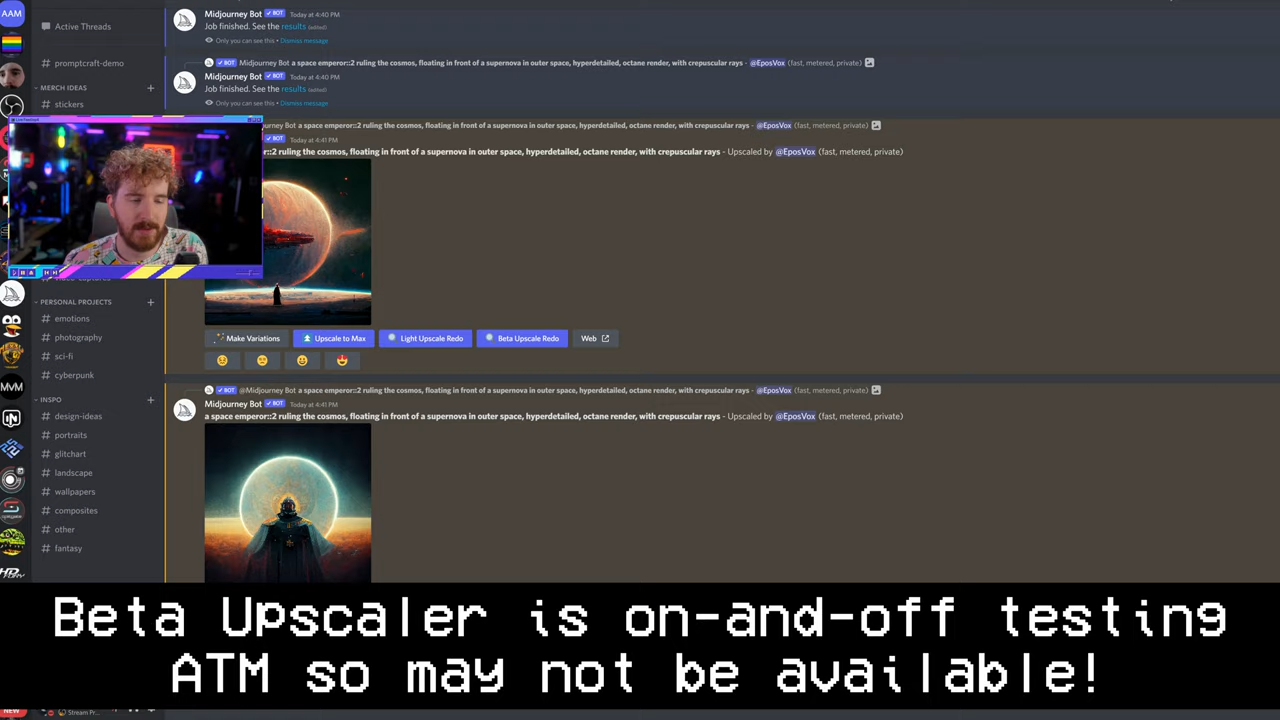 AAM
Active Threads
promptcraft-demo
MERCH IDEAS
stickers
PERSONAL PROJECTS
emotions
photography
sci-fi
cyberpunk
INSPO
design-ideas
portraits
glitchart
landscape
wallpapers
composites
other
fantasy
MVM
NEW
Stream Pr...
Midjourney Bot ✓ BOT Today at 4:40 PM
Job finished. See the results (edited)
Only you can see this • Dismiss message
✓ BOT Midjourney Bot a space emperor::2 ruling the cosmos, floating in front of a supernova in outer space, hyperdetailed, octane render, with crepuscular rays - @EposVox (fast, metered, private)
Midjourney Bot ✓ BOT Today at 4:40 PM
Job finished. See the results (edited)
Only you can see this • Dismiss message
urney Bot a space emperor::2 ruling the cosmos, floating in front of a supernova in outer space, hyperdetailed, octane render, with crepuscular rays - @EposVox (fast, metered, private)
✓ BOT Today at 4:41 PM
::2 ruling the cosmos, floating in front of a supernova in outer space, hyperdetailed, octane render, with crepuscular rays - Upscaled by @EposVox (fast, metered, private)
Make Variations Upscale to Max Light Upscale Redo Beta Upscale Redo Web
✓ BOT @Midjourney Bot a space emperor::2 ruling the cosmos, floating in front of a supernova in outer space, hyperdetailed, octane render, with crepuscular rays - @EposVox (fast, metered, private)
Midjourney Bot ✓ BOT Today at 4:41 PM
a space emperor::2 ruling the cosmos, floating in front of a supernova in outer space, hyperdetailed, octane render, with crepuscular rays - Upscaled by @EposVox (fast, metered, private)
Beta Upscaler is on-and-off testing
ATM so may not be available!